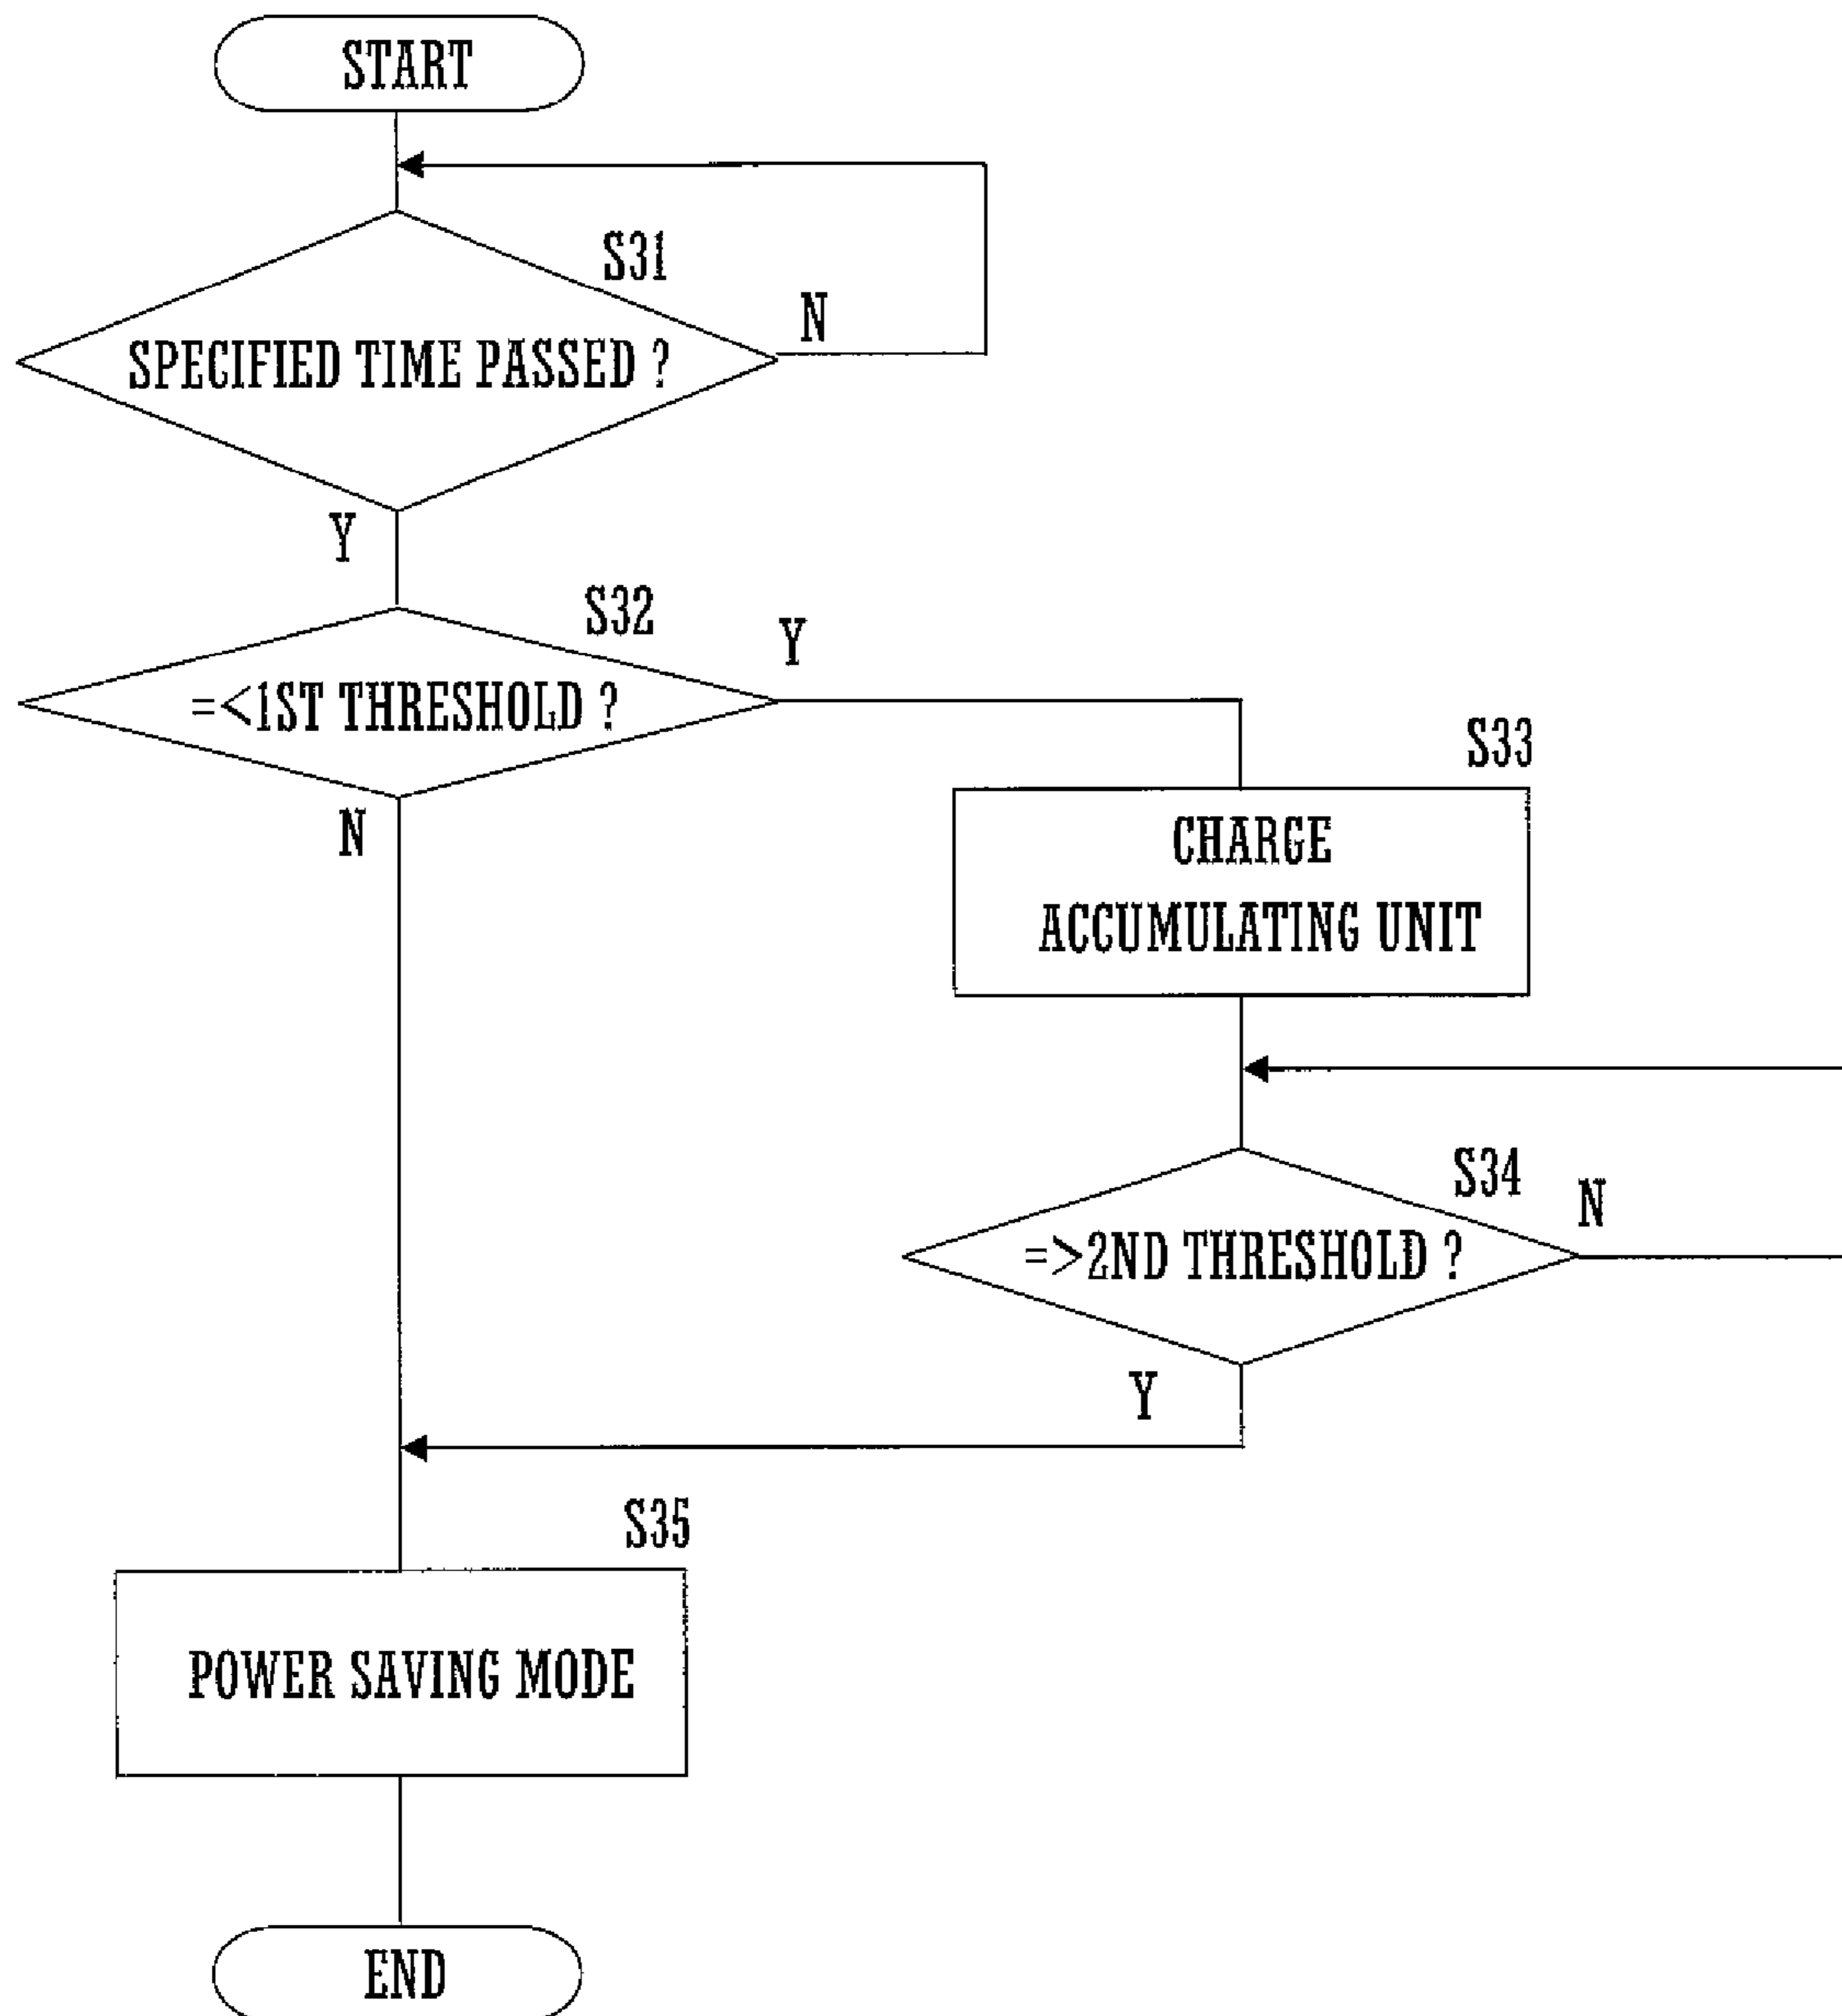 START
S31
N
SPECIFIED TIME PASSED ?
Y
S32
Y
=<1ST THRESHOLD ?
N
S33
CHARGE
ACCUMULATING UNIT
S34
N
=>2ND THRESHOLD ?
Y
S35
POWER SAVING MODE
END